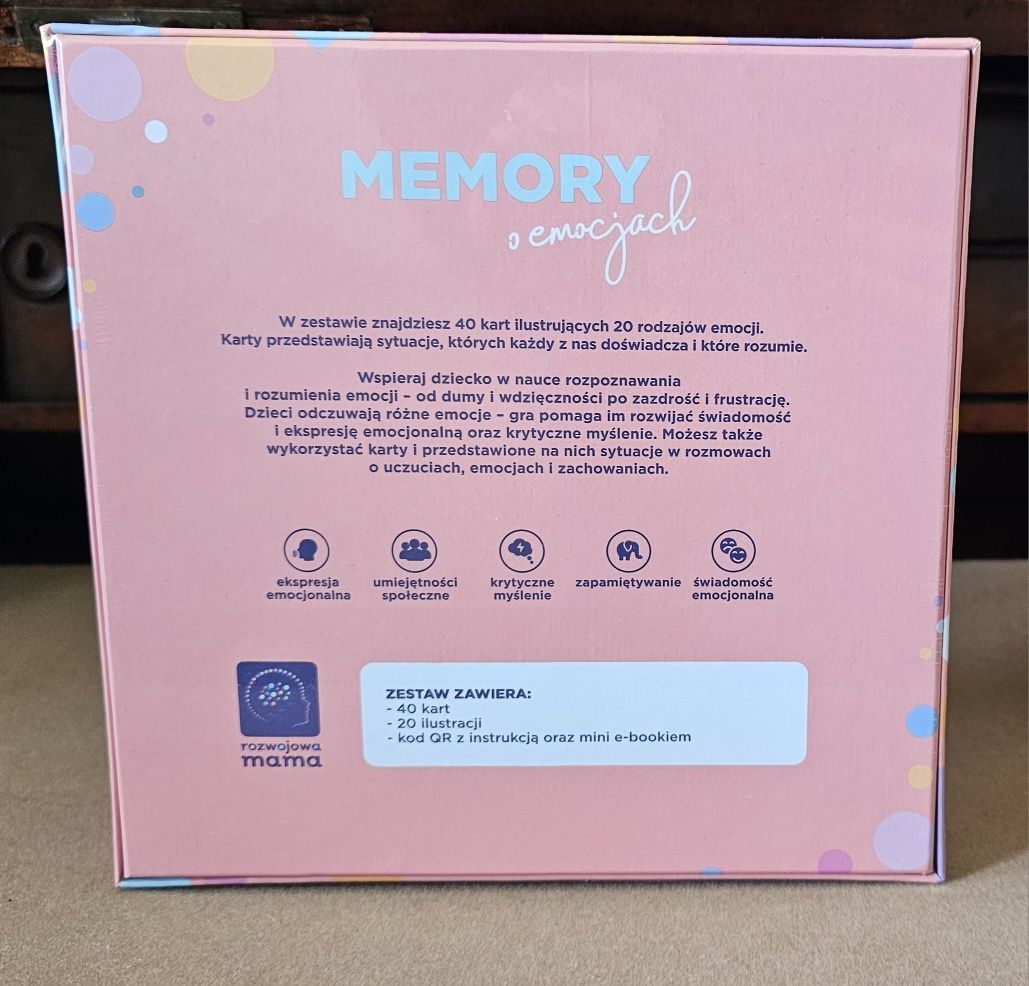 MEMORY
o emocjach
W zestawie znajdziesz 40 kart ilustrujących 20 rodzajów emocji.
Karty przedstawiają sytuacje, których każdy z nas doświadcza i które rozumie.
Wspieraj dziecko w nauce rozpoznawania
i rozumienia emocji – od dumy i wdzięczności po zazdrość i frustrację.
Dzieci odczuwają różne emocje – gra pomaga im rozwijać świadomość
i ekspresję emocjonalną oraz krytyczne myślenie. Możesz także
wykorzystać karty i przedstawione na nich sytuacje w rozmowach
o uczuciach, emocjach i zachowaniach.
ekspresja
emocjonalna
umiejętności
społeczne
krytyczne
myślenie
zapamiętywanie
świadomość
emocjonalna
rozwojowa
mama
ZESTAW ZAWIERA:
- 40 kart
- 20 ilustracji
- kod QR z instrukcją oraz mini e-bookiem